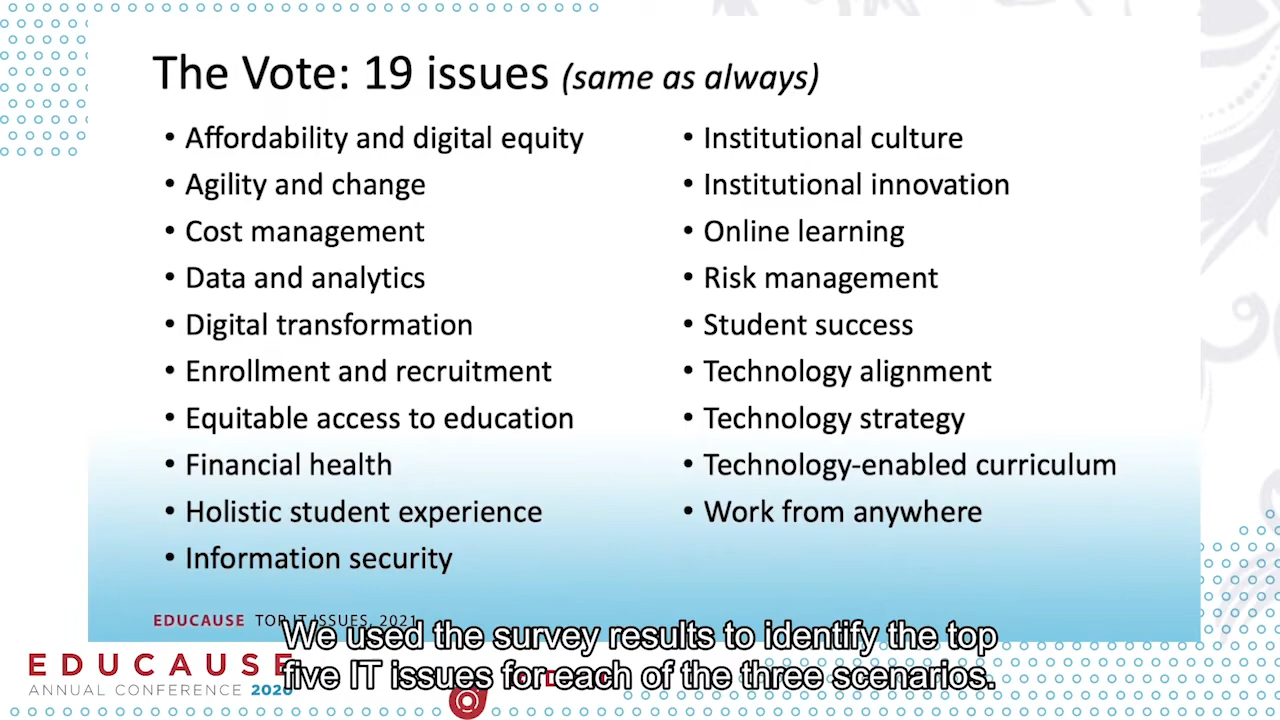 The Vote: 19 issues (same as always)
• Affordability and digital equity
• Agility and change
• Cost management
• Data and analytics
• Digital transformation
• Enrollment and recruitment
• Equitable access to education
• Financial health
• Holistic student experience
• Information security
• Institutional culture
• Institutional innovation
• Online learning
• Risk management
• Student success
• Technology alignment
• Technology strategy
• Technology-enabled curriculum
• Work from anywhere
EDUCAUSE TOP IT ISSUES, 2021
We used the survey results to identify the top
five IT issues for each of the three scenarios.
EDUCAUSE
ANNUAL CONFERENCE 2020